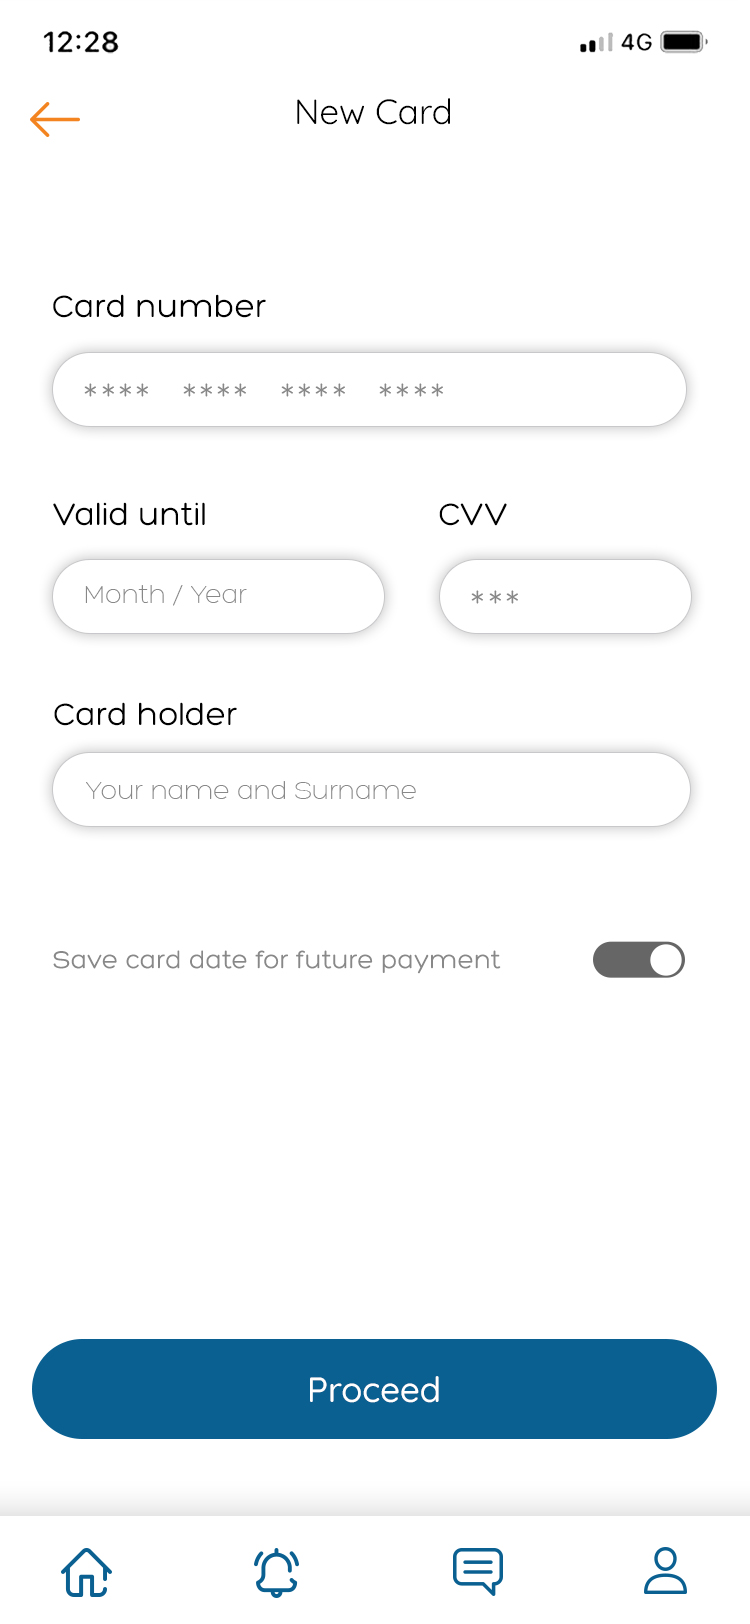 12:28 4G
New Card
Card number
**** **** **** ****
Valid until CVV
Month / Year ***
Card holder
Your name and Surname
Save card date for future payment
Proceed